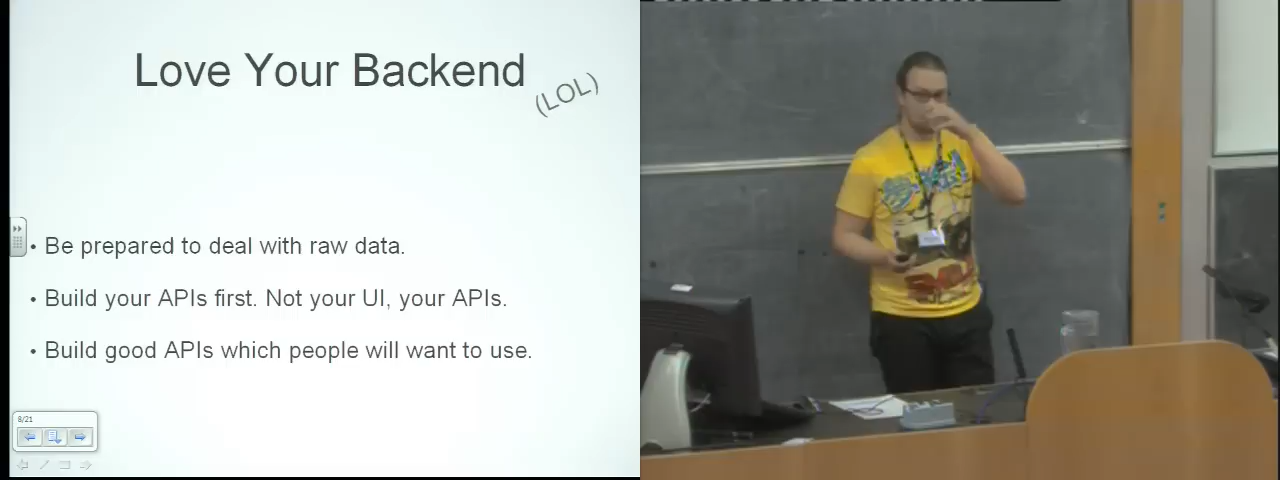 Love Your Backend
(LOL)
• Be prepared to deal with raw data.
• Build your APIs first. Not your UI, your APIs.
• Build good APIs which people will want to use.
8/21